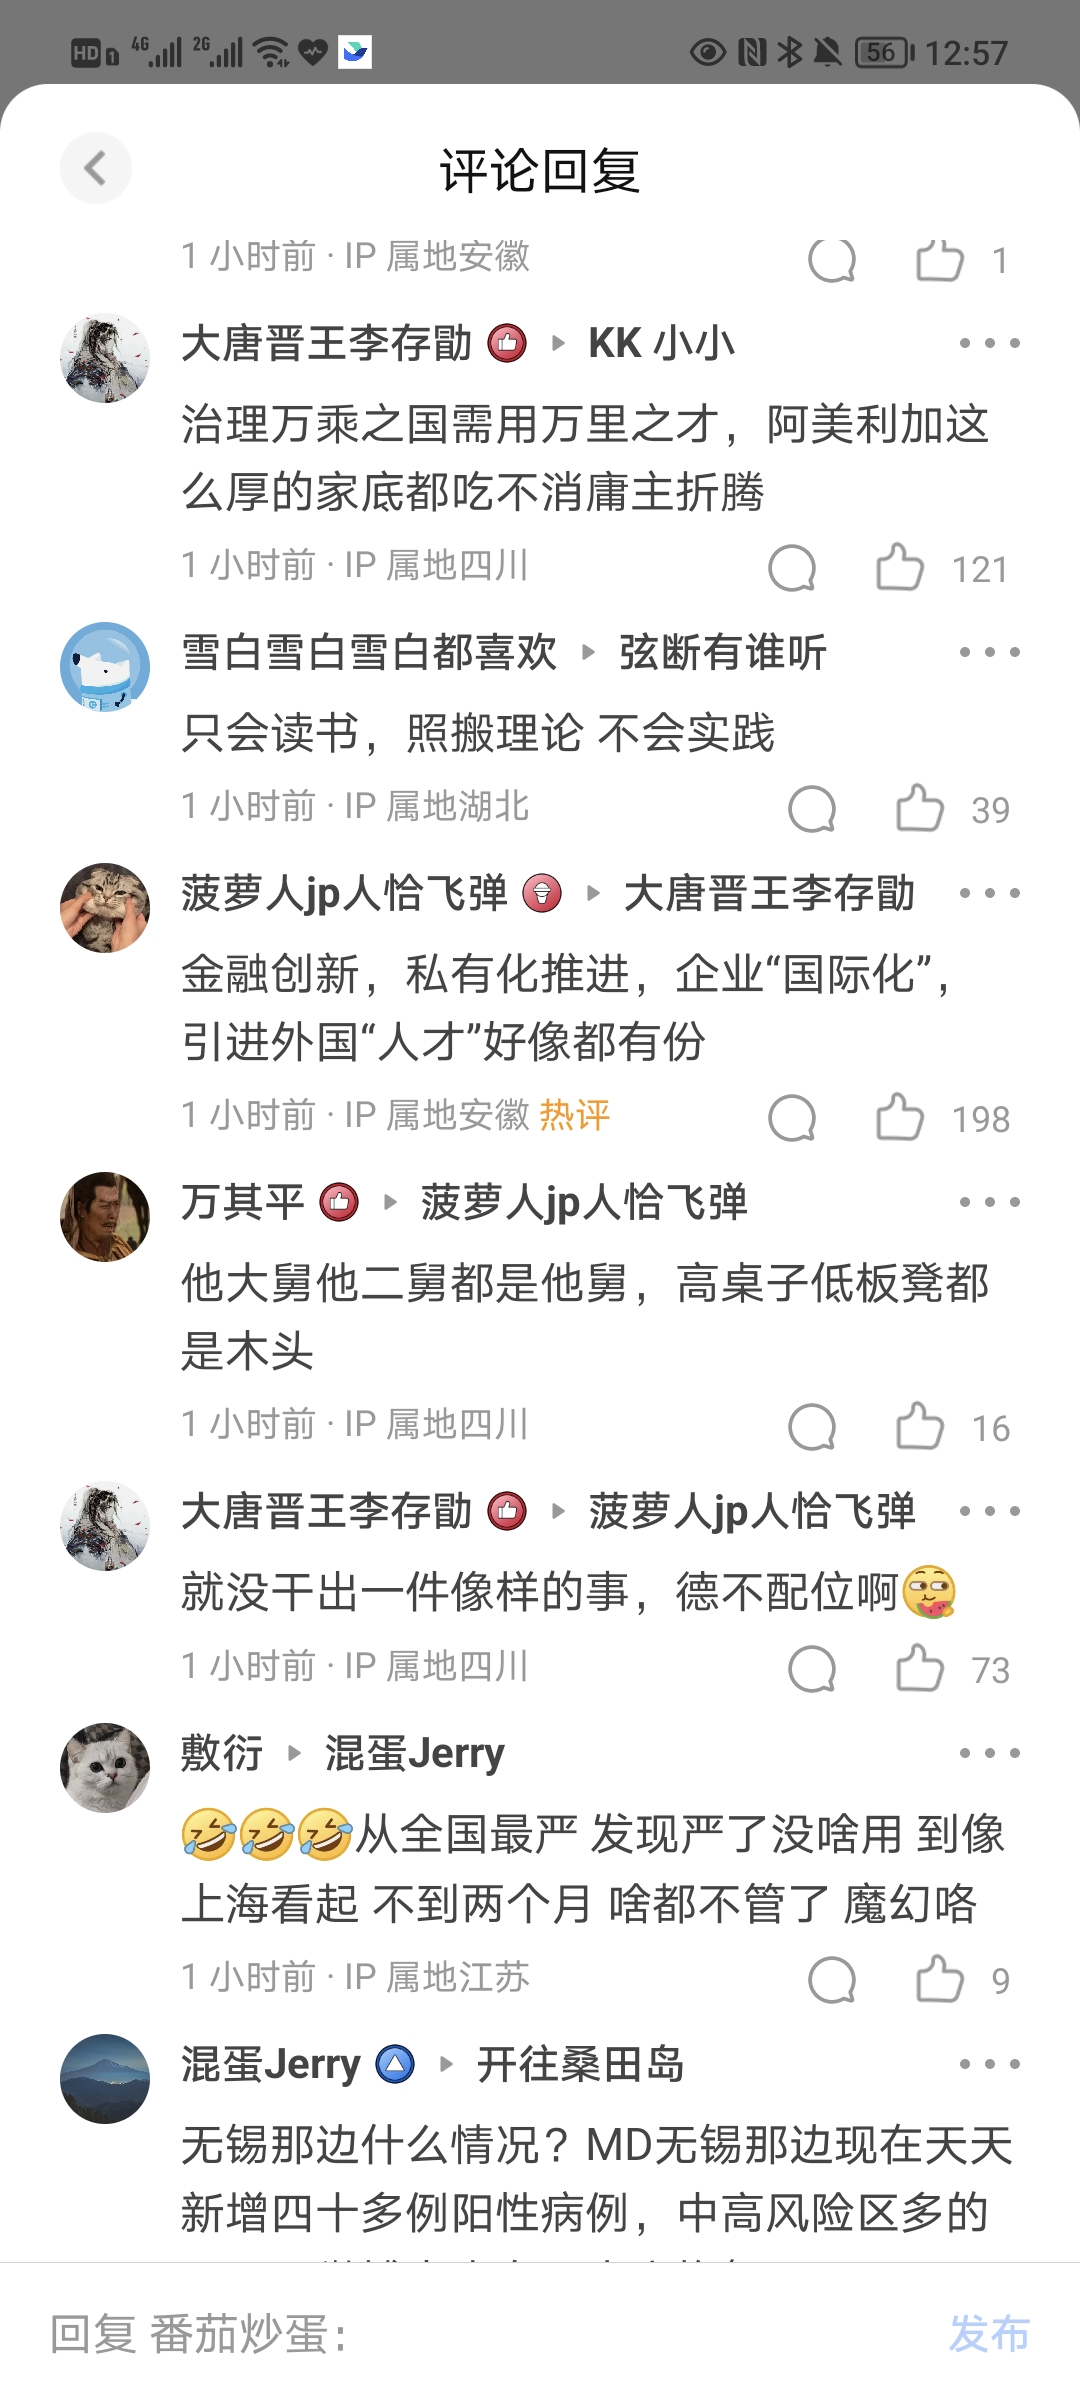 HD 1 4G 2G 56 12:57
评论回复
1 小时前 · IP 属地安徽 1
大唐晋王李存勖 KK 小小
治理万乘之国需用万里之才，阿美利加这
么厚的家底都吃不消庸主折腾
1 小时前 · IP 属地四川 121
雪白雪白雪白都喜欢 弦断有谁听
只会读书，照搬理论 不会实践
1 小时前 · IP 属地湖北 39
菠萝人jp人恰飞弹 大唐晋王李存勖
金融创新，私有化推进，企业“国际化”，
引进外国“人才”好像都有份
1 小时前 · IP 属地安徽 热评 198
万其平 菠萝人jp人恰飞弹
他大舅他二舅都是他舅，高桌子低板凳都
是木头
1 小时前 · IP 属地四川 16
大唐晋王李存勖 菠萝人jp人恰飞弹
就没干出一件像样的事，德不配位啊
1 小时前 · IP 属地四川 73
敷衍 混蛋Jerry
🤣🤣🤣从全国最严 发现严了没啥用 到像
上海看起 不到两个月 啥都不管了 魔幻咯
1 小时前 · IP 属地江苏 9
混蛋Jerry 开往桑田岛
无锡那边什么情况？MD无锡那边现在天天
新增四十多例阳性病例，中高风险区多的
回复 番茄炒蛋：
发布